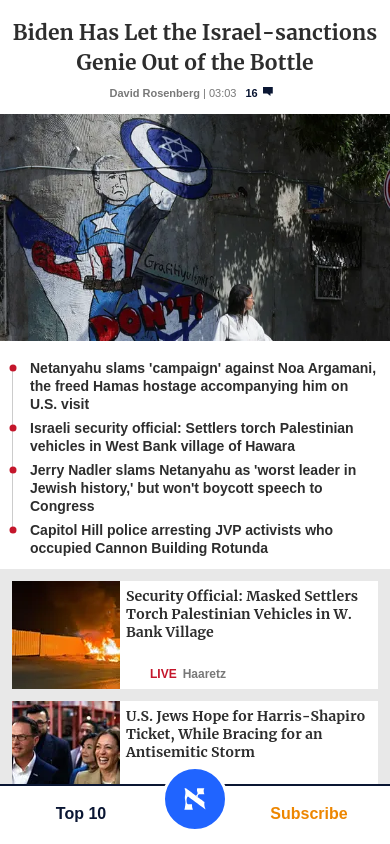 Biden Has Let the Israel-sanctions
Genie Out of the Bottle
David Rosenberg | 03:03 16
Grafitiyul
DON'T!
Netanyahu slams 'campaign' against Noa Argamani,
the freed Hamas hostage accompanying him on
U.S. visit
Israeli security official: Settlers torch Palestinian
vehicles in West Bank village of Hawara
Jerry Nadler slams Netanyahu as 'worst leader in
Jewish history,' but won't boycott speech to
Congress
Capitol Hill police arresting JVP activists who
occupied Cannon Building Rotunda
Security Official: Masked Settlers
Torch Palestinian Vehicles in W.
Bank Village
LIVE Haaretz
U.S. Jews Hope for Harris-Shapiro
Ticket, While Bracing for an
Antisemitic Storm
Top 10
Subscribe